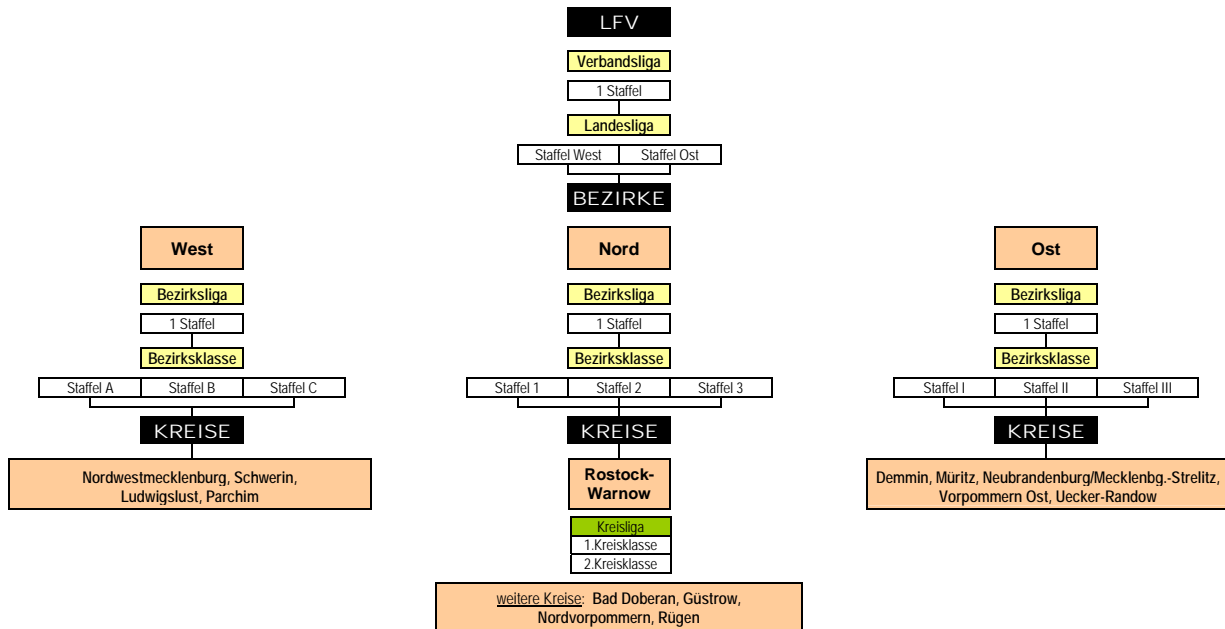 LFV
Verbandsliga
1 Staffel
Landesliga
Staffel West
Staffel Ost
BEZIRKE
West
Nord
Ost
Bezirksliga
Bezirksliga
Bezirksliga
1 Staffel
1 Staffel
1 Staffel
Bezirksklasse
Bezirksklasse
Bezirksklasse
Staffel A
Staffel B
Staffel C
Staffel 1
Staffel 2
Staffel 3
Staffel I
Staffel II
Staffel III
KREISE
KREISE
KREISE
Nordwestmecklenburg, Schwerin,
Ludwigslust, Parchim
Rostock-
Warnow
Demmin, Müritz, Neubrandenburg/Mecklenbg.-Strelitz,
Vorpommern Ost, Uecker-Randow
Kreisliga
1.Kreisklasse
2.Kreisklasse
weitere Kreise: Bad Doberan, Güstrow,
Nordvorpommern, Rügen